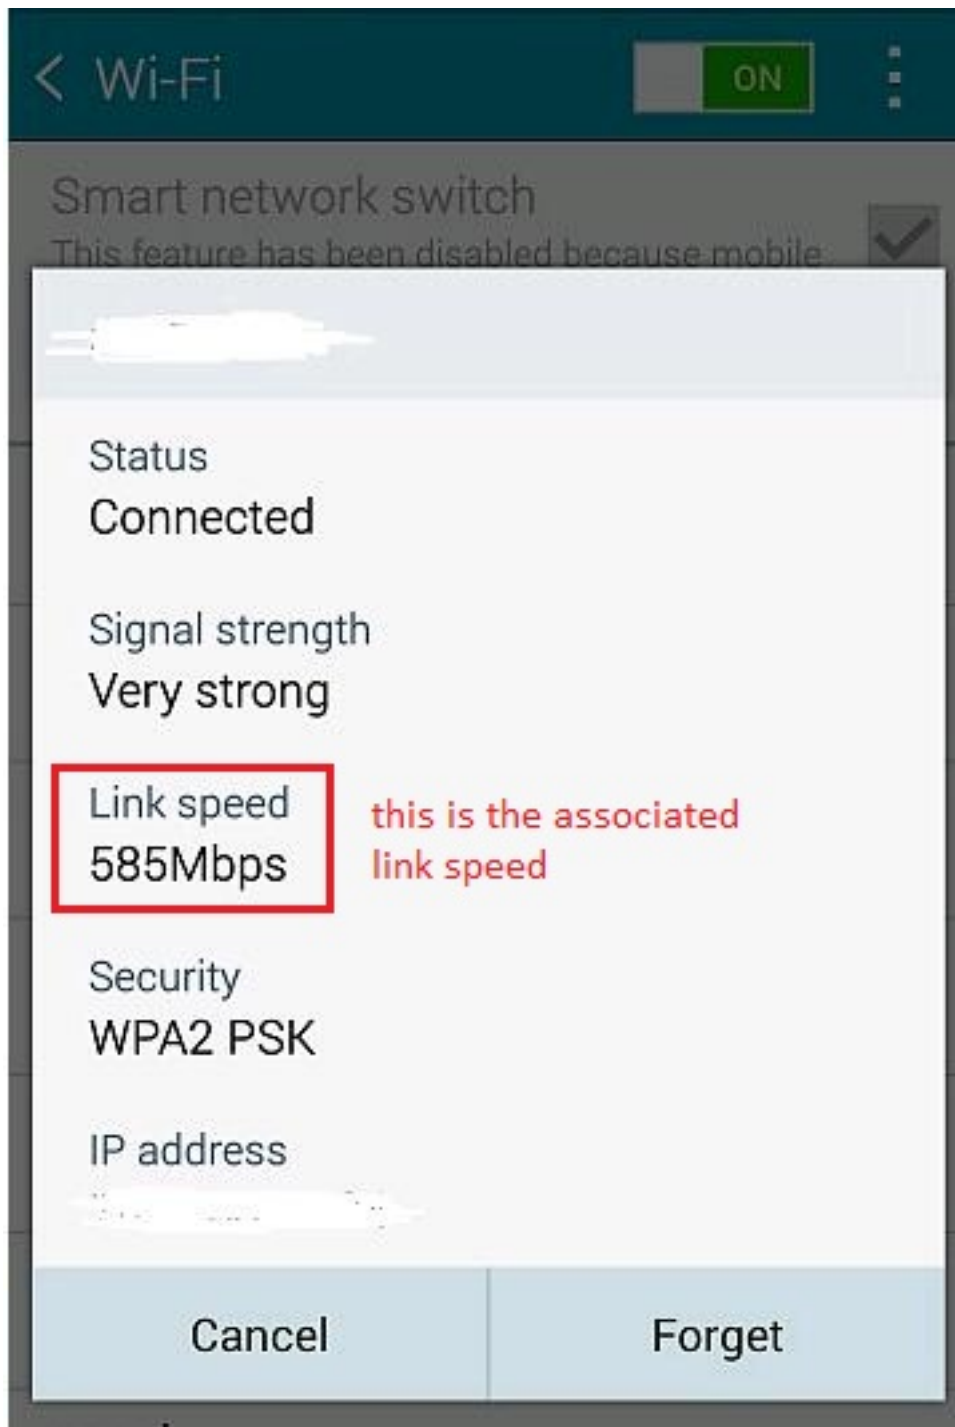 Wi-Fi ON
Smart network switch
This feature has been disabled because mobile
Status
Connected
Signal strength
Very strong
Link speed
585Mbps
this is the associated
link speed
Security
WPA2 PSK
IP address
Cancel Forget